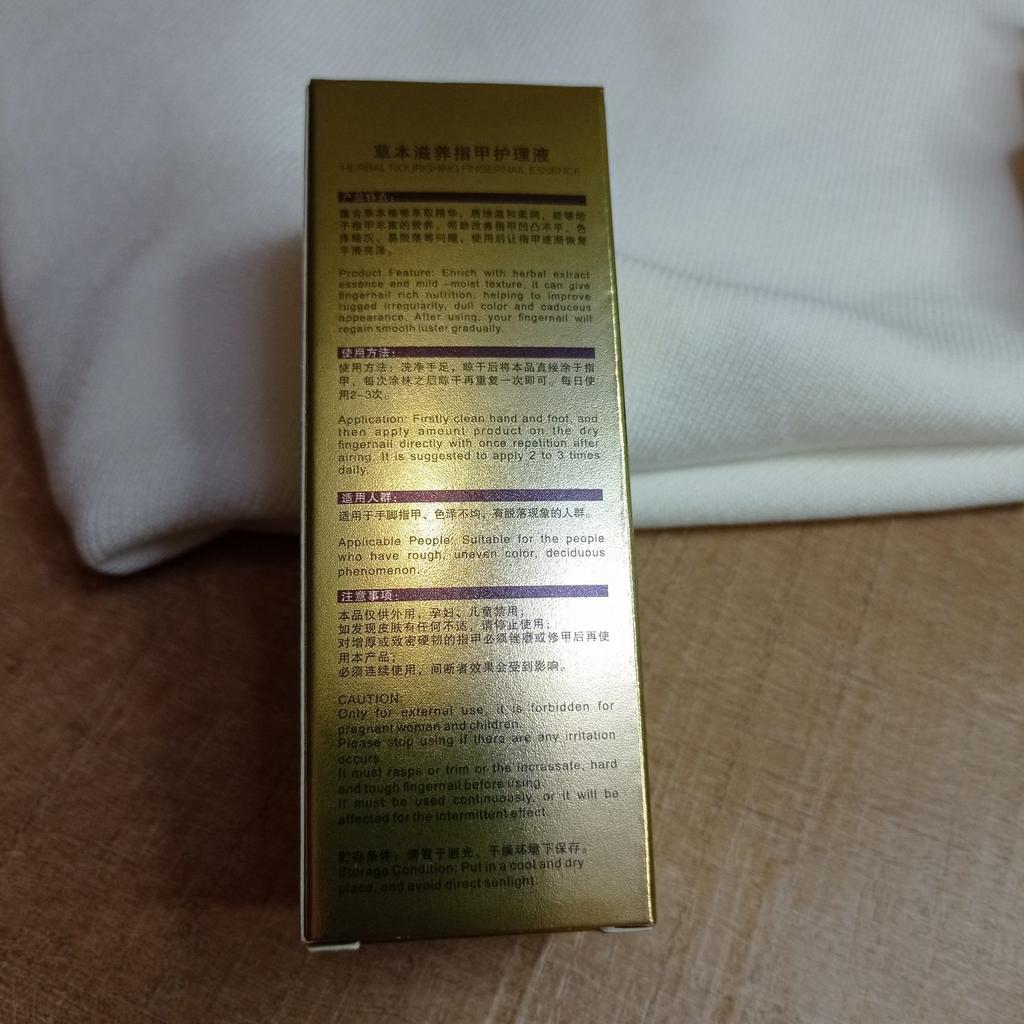 草本滋养指甲护理液
HERBAL NOURISHING FINGERNAIL ESSENCE
产品特点:
蕴含草本植物萃取精华，质地温和柔润，能够给
予指甲丰富的营养，帮助改善指甲凹凸不平、色
泽暗沉、易脱落等问题，使用后让指甲逐渐恢复
平滑亮泽。
Product Feature: Enrich with herbal extract
essence and mild -moist texture, it can give
fingernail rich nutrition, helping to improve
rugged irregularity, dull color and caduceus
appearance. After using, your fingernail will
regain smooth luster gradually.
使用方法:
使用方法：洗净手足，晾干后将本品直接涂于指
甲，每次涂抹之后晾干再重复一次即可。每日使
用2-3次。
Application: Firstly clean hand and foot, and
then apply amount product on the dry
fingernail directly with once repetition after
airing. It is suggested to apply 2 to 3 times
daily.
适用人群:
适用于手脚指甲、色泽不均、有脱落现象的人群。
Applicable People: Suitable for the people
who have rough, uneven color, deciduous
phenomenon.
注意事项:
本品仅供外用，孕妇、儿童禁用；
如发现皮肤有任何不适，请停止使用；
对增厚或致密硬韧的指甲必须锉磨或修甲后再使
用本产品；
必须连续使用，间断者效果会受到影响。
CAUTION:
Only for external use, it is forbidden for
pregnant woman and children.
Please stop using if there are any irritation
occurs.
It must rasps or trim or the incrassate, hard
and tough fingernail before using.
It must be used continuously, or it will be
affected for the intermittent effect.
贮存条件：请置于避光、干燥环境下保存。
Storage Condition: Put in a cool and dry
place, and avoid direct sunlight.